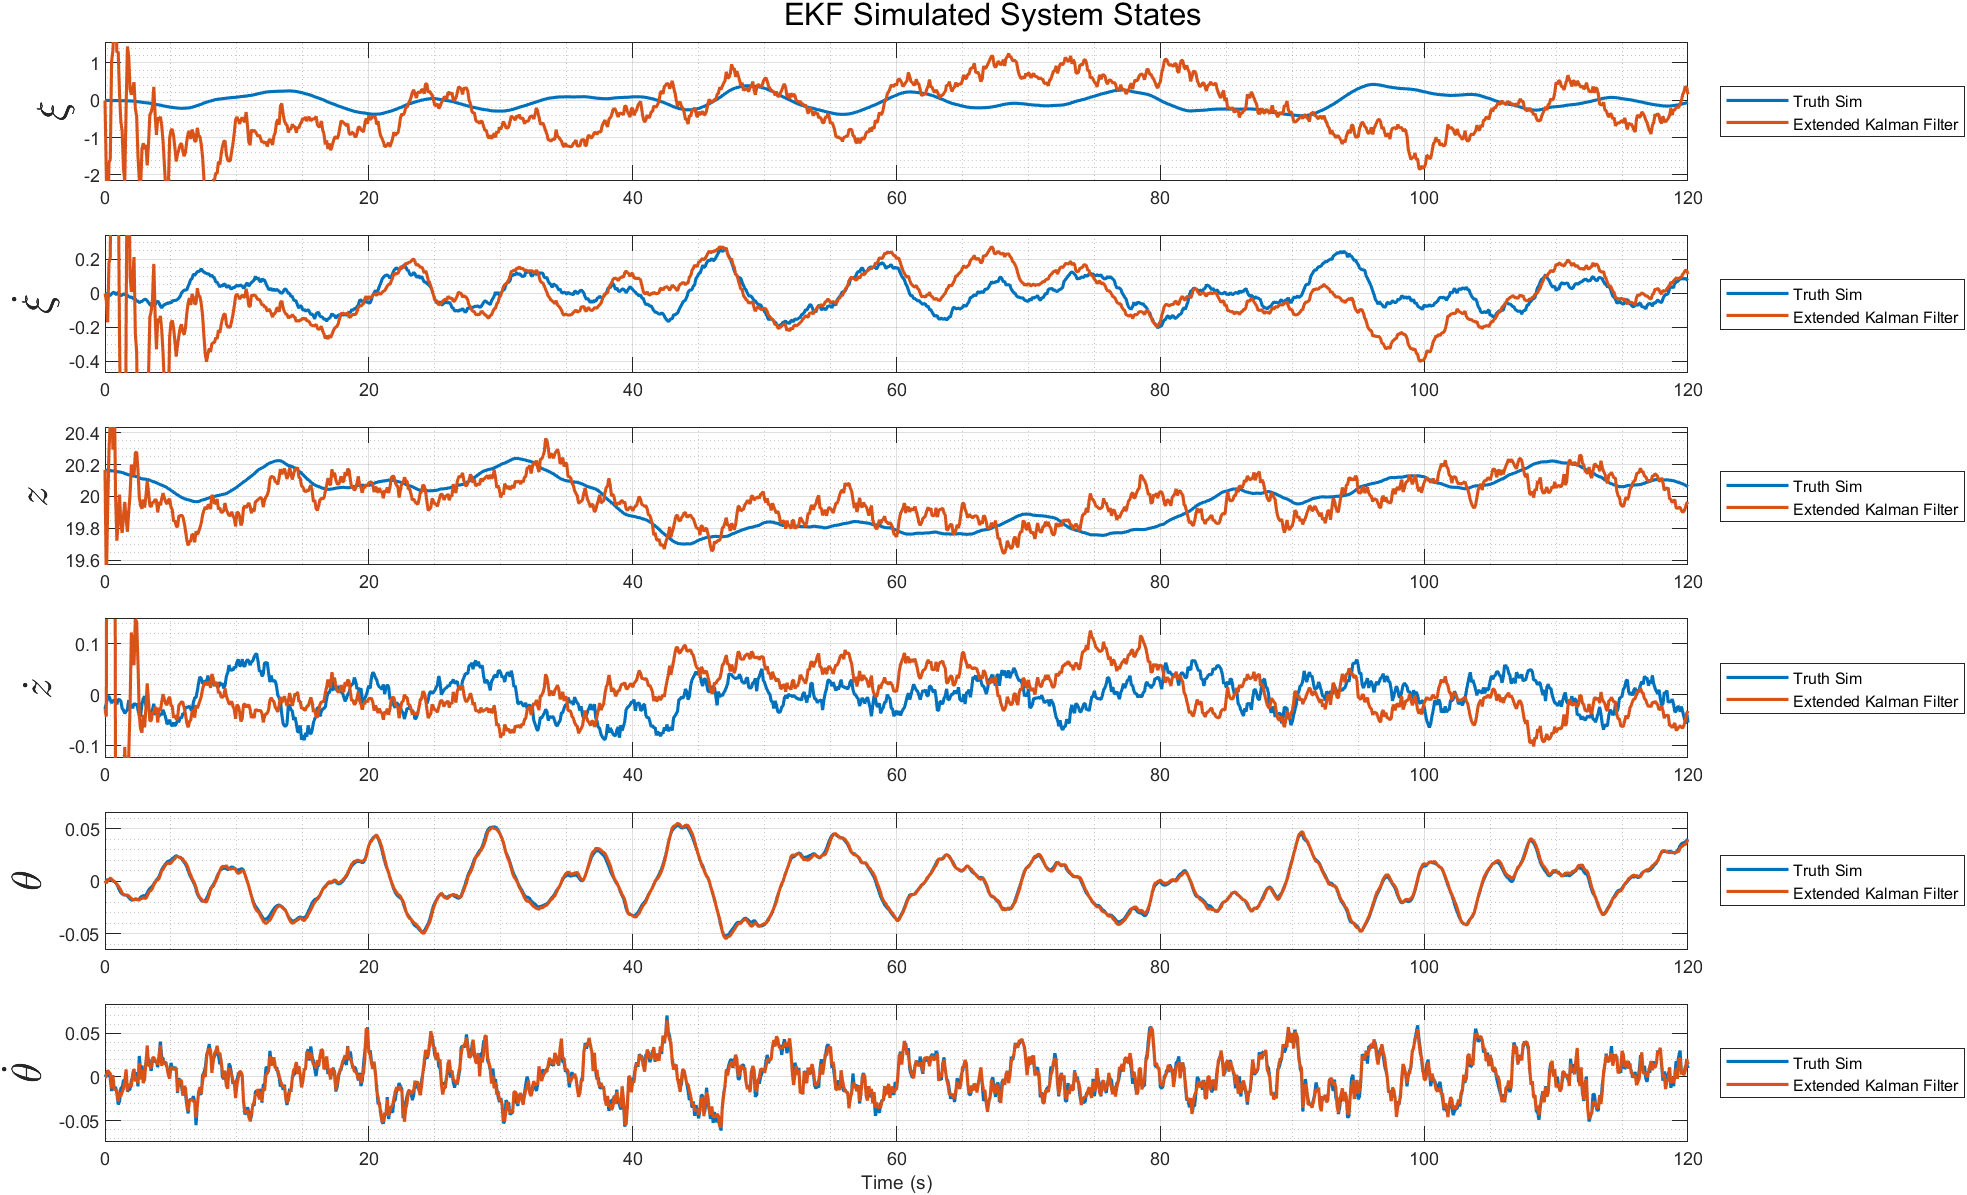 EKF Simulated System States
ξ
1
0
-1
-2
0 20 40 60 80 100 120
Truth Sim
Extended Kalman Filter
ξ̇
0.2
0
-0.2
-0.4
0 20 40 60 80 100 120
Truth Sim
Extended Kalman Filter
z
20.4
20.2
20
19.8
19.6
0 20 40 60 80 100 120
Truth Sim
Extended Kalman Filter
ż
0.1
0
-0.1
0 20 40 60 80 100 120
Truth Sim
Extended Kalman Filter
θ
0.05
0
-0.05
0 20 40 60 80 100 120
Truth Sim
Extended Kalman Filter
θ̇
0.05
0
-0.05
0 20 40 60 80 100 120
Truth Sim
Extended Kalman Filter
Time (s)